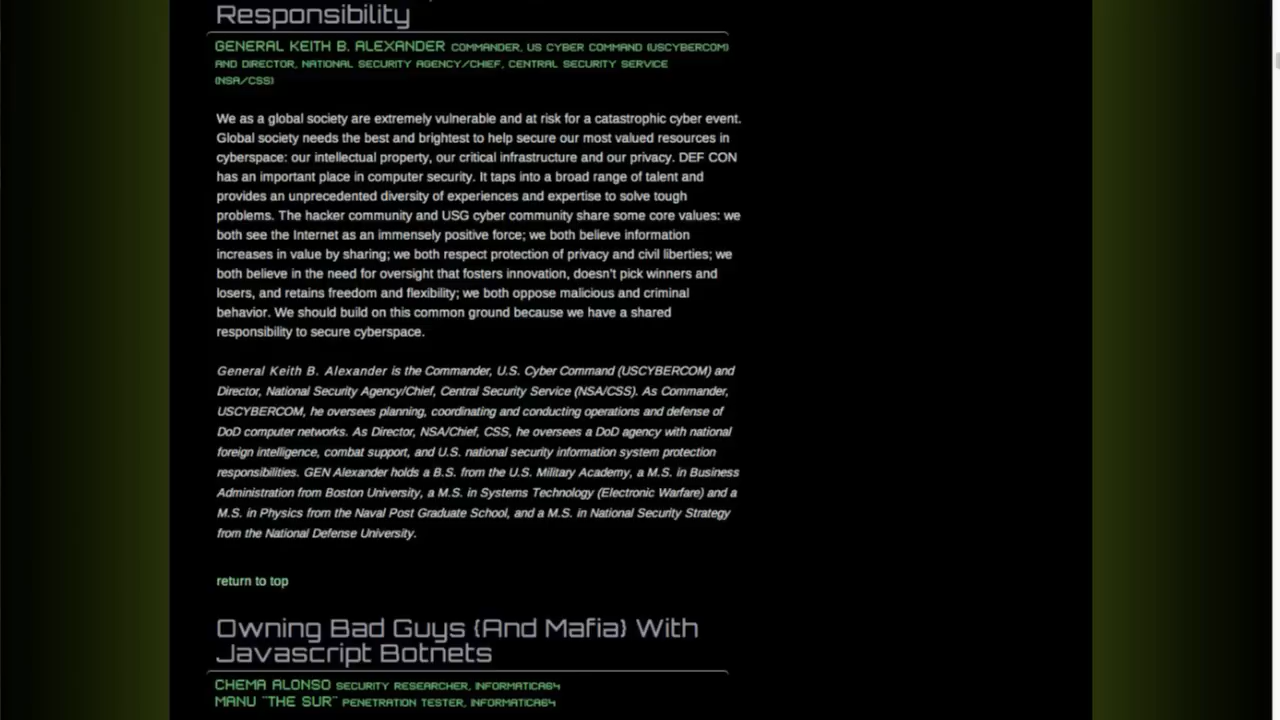 Responsibility
GENERAL KEITH B. ALEXANDER COMMANDER, US CYBER COMMAND (USCYBERCOM)
AND DIRECTOR, NATIONAL SECURITY AGENCY/CHIEF, CENTRAL SECURITY SERVICE
(NSA/CSS)
We as a global society are extremely vulnerable and at risk for a catastrophic cyber event.
Global society needs the best and brightest to help secure our most valued resources in
cyberspace: our intellectual property, our critical infrastructure and our privacy. DEF CON
has an important place in computer security. It taps into a broad range of talent and
provides an unprecedented diversity of experiences and expertise to solve tough
problems. The hacker community and USG cyber community share some core values: we
both see the Internet as an immensely positive force; we both believe information
increases in value by sharing; we both respect protection of privacy and civil liberties; we
both believe in the need for oversight that fosters innovation, doesn't pick winners and
losers, and retains freedom and flexibility; we both oppose malicious and criminal
behavior. We should build on this common ground because we have a shared
responsibility to secure cyberspace.
General Keith B. Alexander is the Commander, U.S. Cyber Command (USCYBERCOM) and
Director, National Security Agency/Chief, Central Security Service (NSA/CSS). As Commander,
USCYBERCOM, he oversees planning, coordinating and conducting operations and defense of
DoD computer networks. As Director, NSA/Chief, CSS, he oversees a DoD agency with national
foreign intelligence, combat support, and U.S. national security information system protection
responsibilities. GEN Alexander holds a B.S. from the U.S. Military Academy, a M.S. in Business
Administration from Boston University, a M.S. in Systems Technology (Electronic Warfare) and a
M.S. in Physics from the Naval Post Graduate School, and a M.S. in National Security Strategy
from the National Defense University.
return to top
Owning Bad Guys {And Mafia} With
Javascript Botnets
CHEMA ALONSO SECURITY RESEARCHER, INFORMATICA64
MANU "THE SUR" PENETRATION TESTER, INFORMATICA64